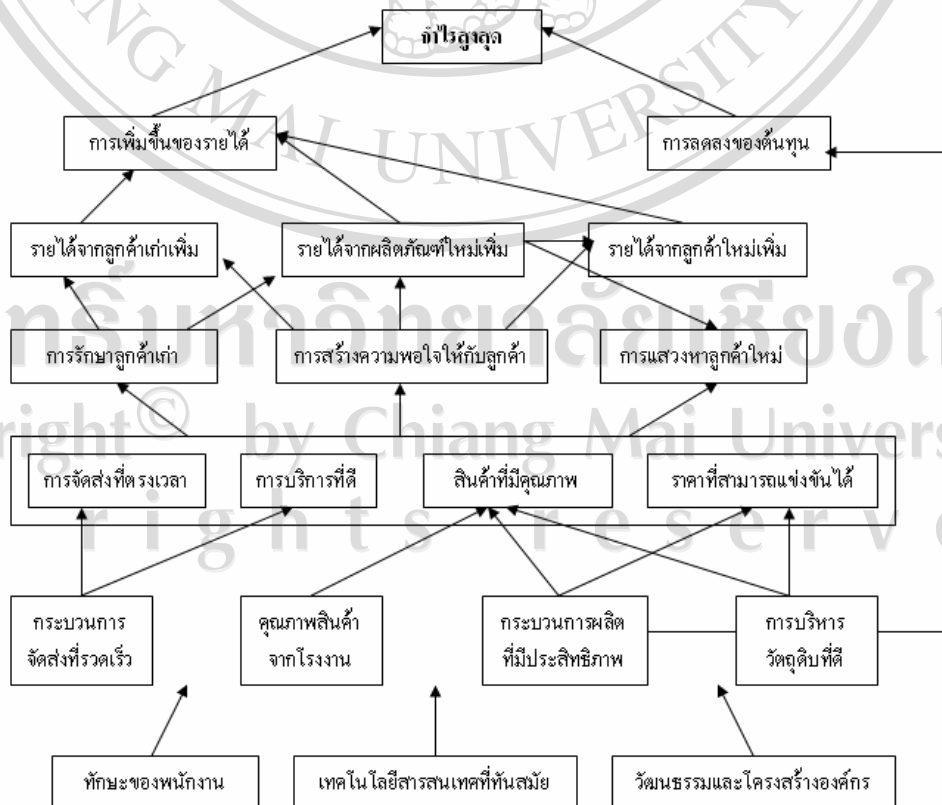 กำไรสูงสุด
การเพิ่มขึ้นของรายได้
การลดลงของต้นทุน
รายได้จากลูกค้าเก่าเพิ่ม
รายได้จากผลิตภัณฑ์ใหม่เพิ่ม
รายได้จากลูกค้าใหม่เพิ่ม
การรักษาลูกค้าเก่า
การสร้างความพอใจให้กับลูกค้า
การแสวงหาลูกค้าใหม่
การจัดส่งที่ตรงเวลา
การบริการที่ดี
สินค้าที่มีคุณภาพ
ราคาที่สามารถแข่งขันได้
กระบวนการ
จัดส่งที่รวดเร็ว
คุณภาพสินค้า
จากโรงงาน
กระบวนการผลิต
ที่มีประสิทธิภาพ
การบริหาร
วัตถุดิบที่ดี
ทักษะของพนักงาน
เทคโนโลยีสารสนเทศที่ทันสมัย
วัฒนธรรมและโครงสร้างองค์กร
ANG MAI UNIVERSITY
right© by Chiang Mai Univers
rights reserve